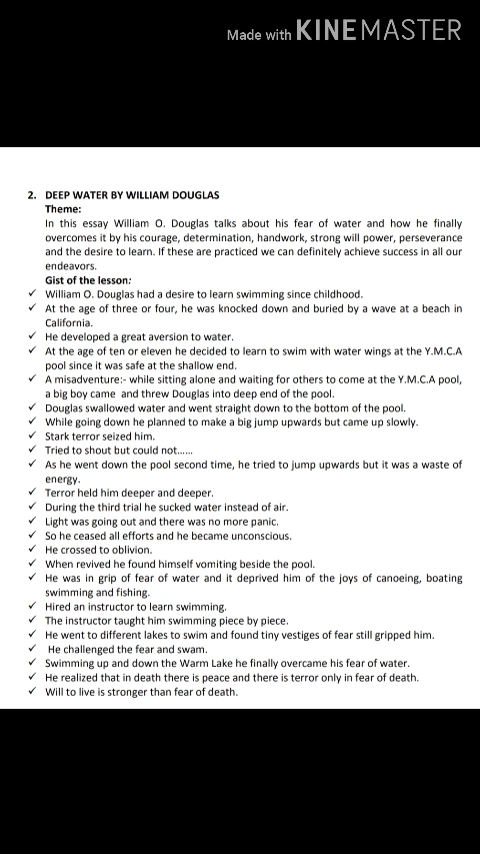 Made with KINEMASTER
2. DEEP WATER BY WILLIAM DOUGLAS
Theme:
In this essay William O. Douglas talks about his fear of water and how he finally
overcomes it by his courage, determination, handwork, strong will power, perseverance
and the desire to learn. If these are practiced we can definitely achieve success in all our
endeavors.
Gist of the lesson:
✓ William O. Douglas had a desire to learn swimming since childhood.
✓ At the age of three or four, he was knocked down and buried by a wave at a beach in
California.
✓ He developed a great aversion to water.
✓ At the age of ten or eleven he decided to learn to swim with water wings at the Y.M.C.A
pool since it was safe at the shallow end.
✓ A misadventure:- while sitting alone and waiting for others to come at the Y.M.C.A pool,
a big boy came and threw Douglas into deep end of the pool.
✓ Douglas swallowed water and went straight down to the bottom of the pool.
✓ While going down he planned to make a big jump upwards but came up slowly.
✓ Stark terror seized him.
✓ Tried to shout but could not......
✓ As he went down the pool second time, he tried to jump upwards but it was a waste of
energy.
✓ Terror held him deeper and deeper.
✓ During the third trial he sucked water instead of air.
✓ Light was going out and there was no more panic.
✓ So he ceased all efforts and he became unconscious.
✓ He crossed to oblivion.
✓ When revived he found himself vomiting beside the pool.
✓ He was in grip of fear of water and it deprived him of the joys of canoeing, boating
swimming and fishing.
✓ Hired an instructor to learn swimming.
✓ The instructor taught him swimming piece by piece.
✓ He went to different lakes to swim and found tiny vestiges of fear still gripped him.
✓ He challenged the fear and swam.
✓ Swimming up and down the Warm Lake he finally overcame his fear of water.
✓ He realized that in death there is peace and there is terror only in fear of death.
✓ Will to live is stronger than fear of death.